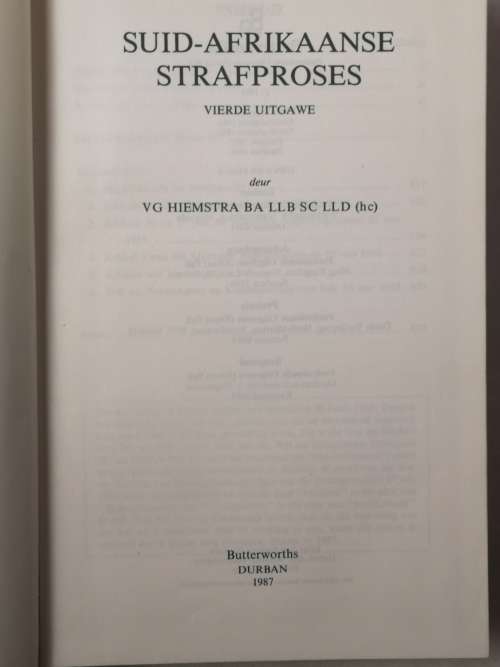 SUID-AFRIKAANSE
STRAFPROSES
VIERDE UITGAWE
deur
VG HIEMSTRA BA LLB SC LLD (hc)
Butterworths
DURBAN
1987